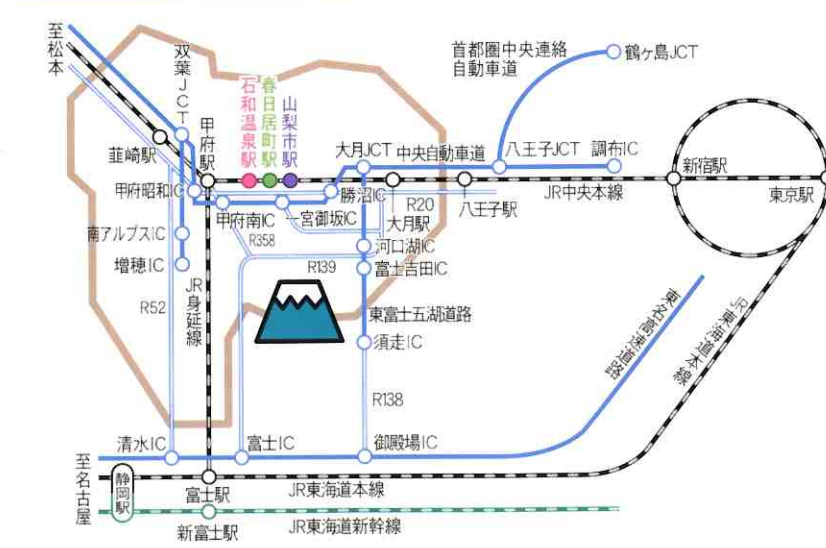 至松本
双葉JCT
首都圏中央連絡
自動車道
鶴ヶ島JCT
韮崎駅
甲府駅
石和温泉駅
春日居町駅
山梨市駅
大月JCT
中央自動車道
八王子JCT
調布IC
新宿駅
東京駅
甲府昭和IC
勝沼IC
R20
JR中央本線
甲府南IC
一宮御坂IC
大月駅
八王子駅
南アルプスIC
R358
河口湖IC
増穂IC
R139
富士吉田IC
R52
JR身延線
東富士五湖道路
須走IC
東名高速道路
JR東海道本線
R138
清水IC
富士IC
御殿場IC
至名古屋
静岡駅
富士駅
JR東海道本線
新富士駅
JR東海道新幹線